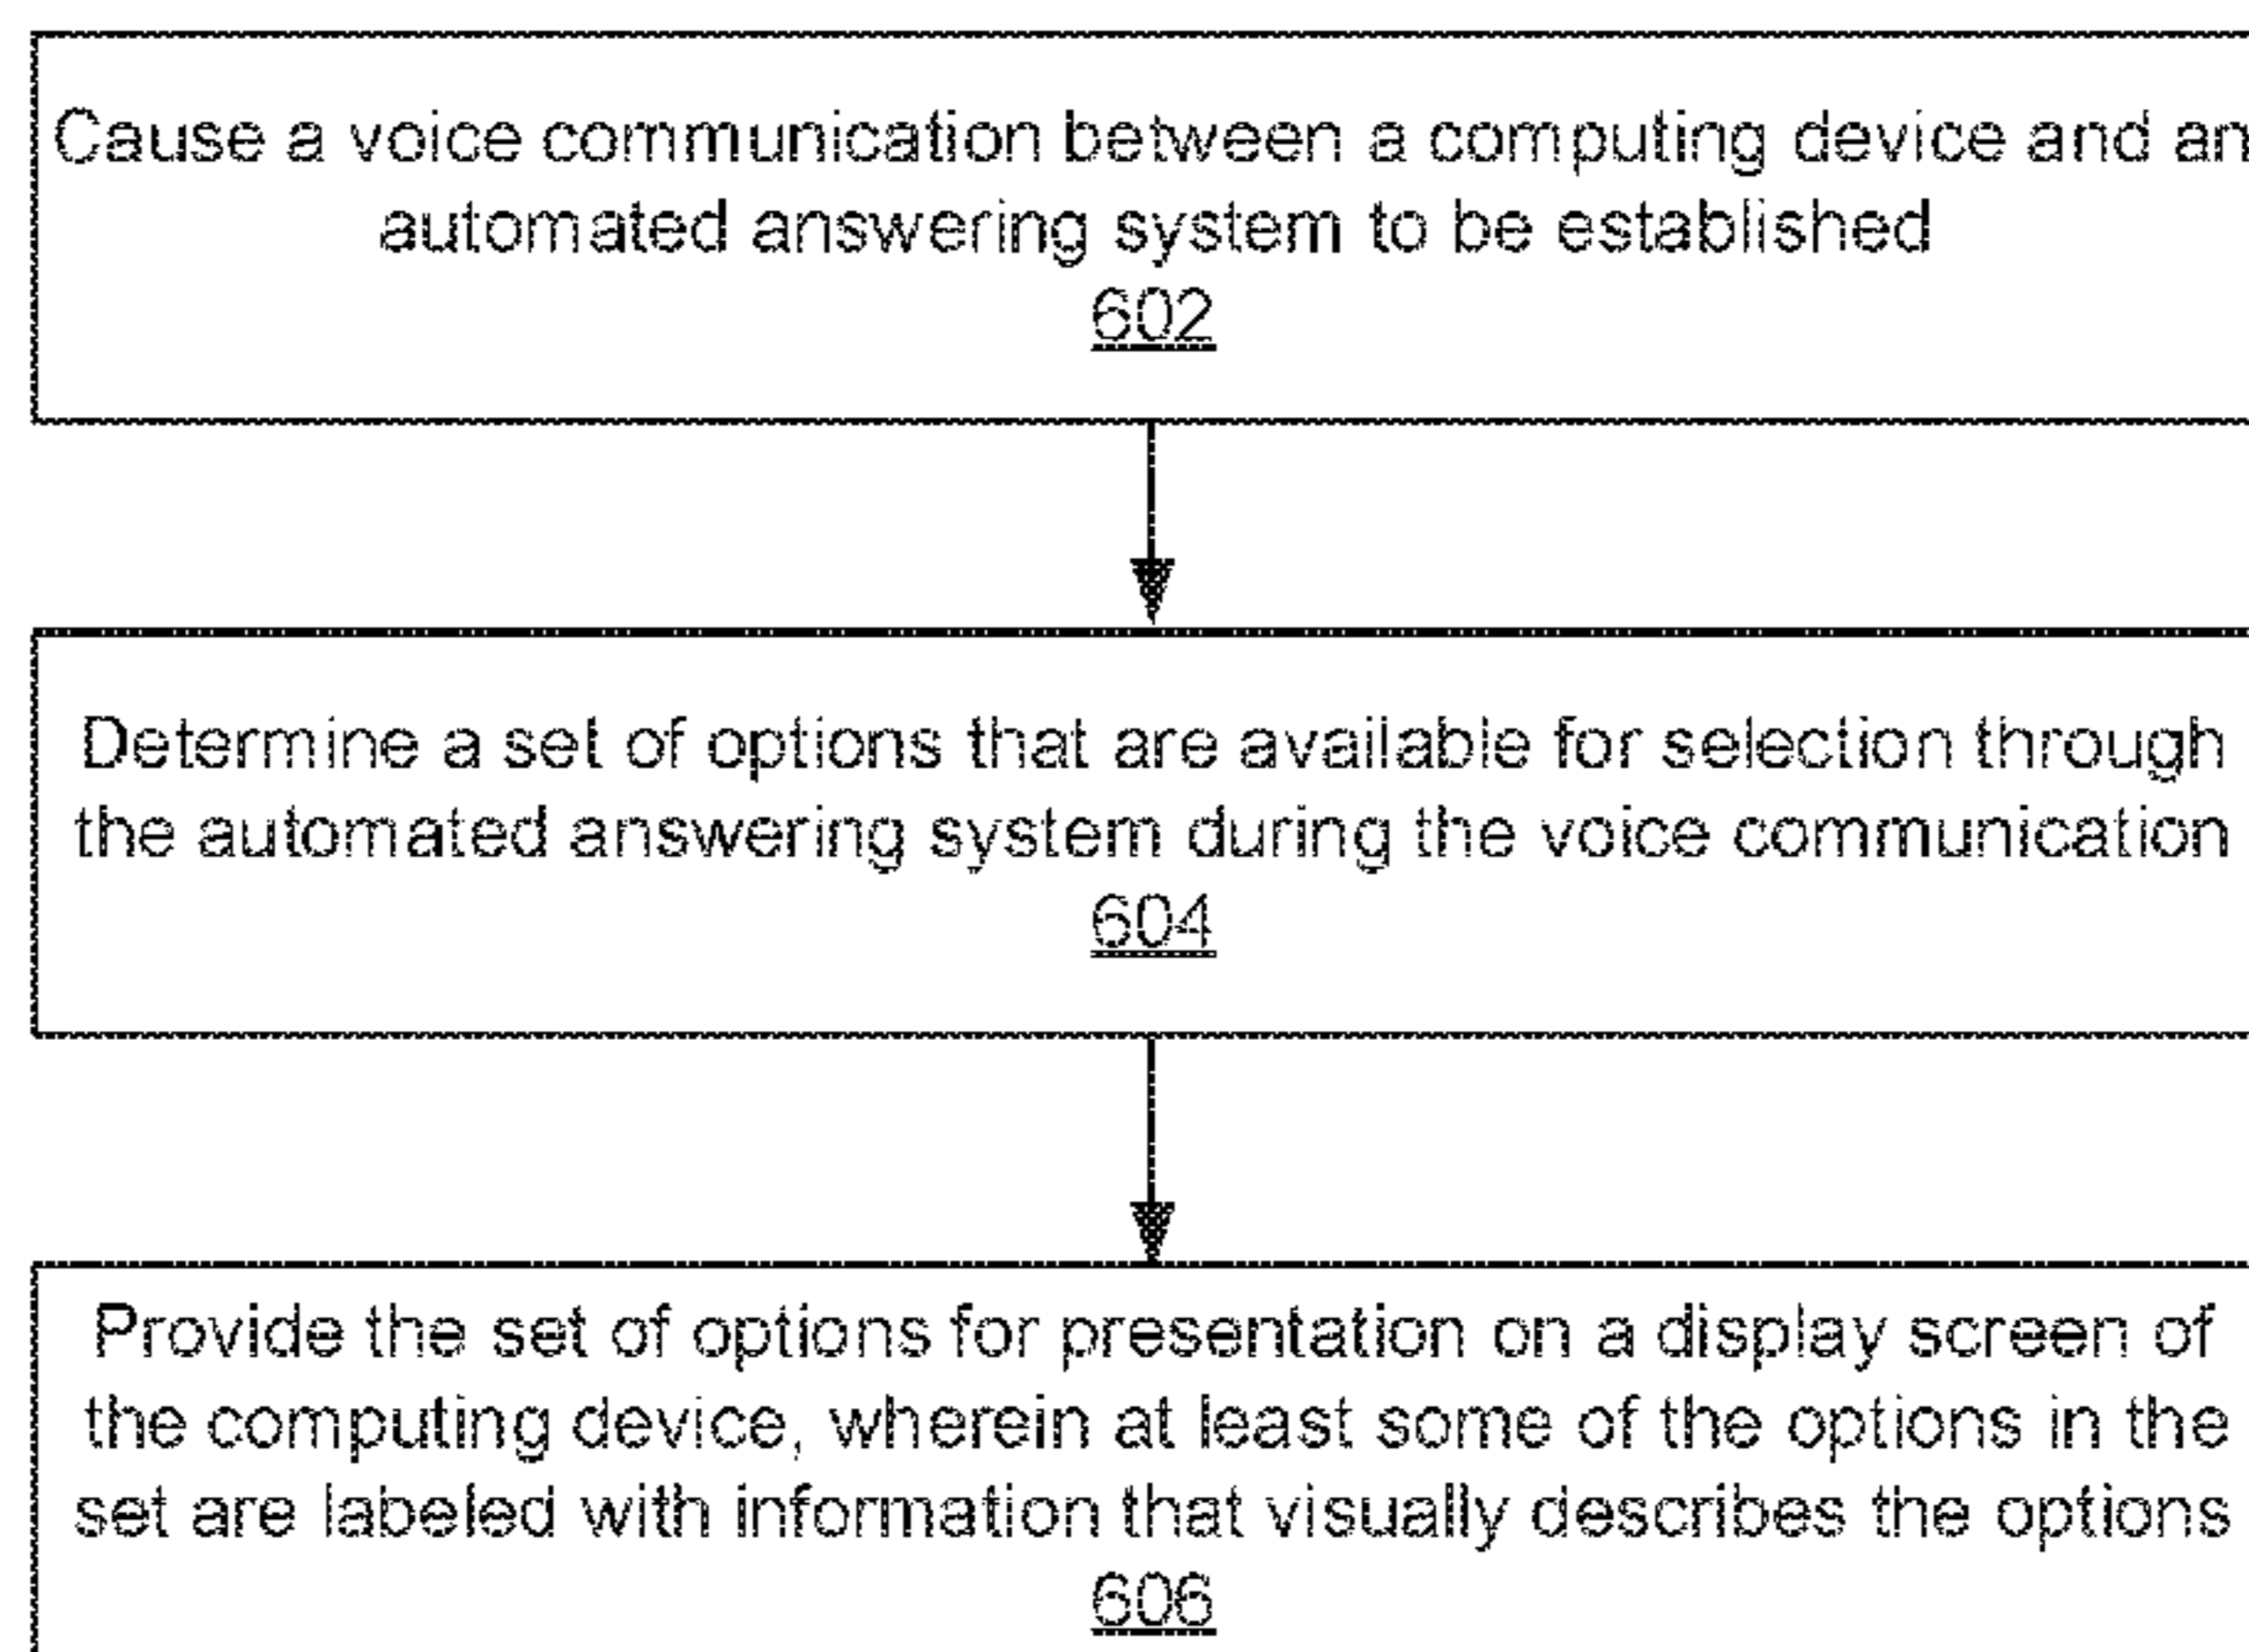 Cause a voice communication between a computing device and an
automated answering system to be established
602
Determine a set of options that are available for selection through
the automated answering system during the voice communication
604
Provide the set of options for presentation on a display screen of
the computing device, wherein at least some of the options in the
set are labeled with information that visually describes the options
606